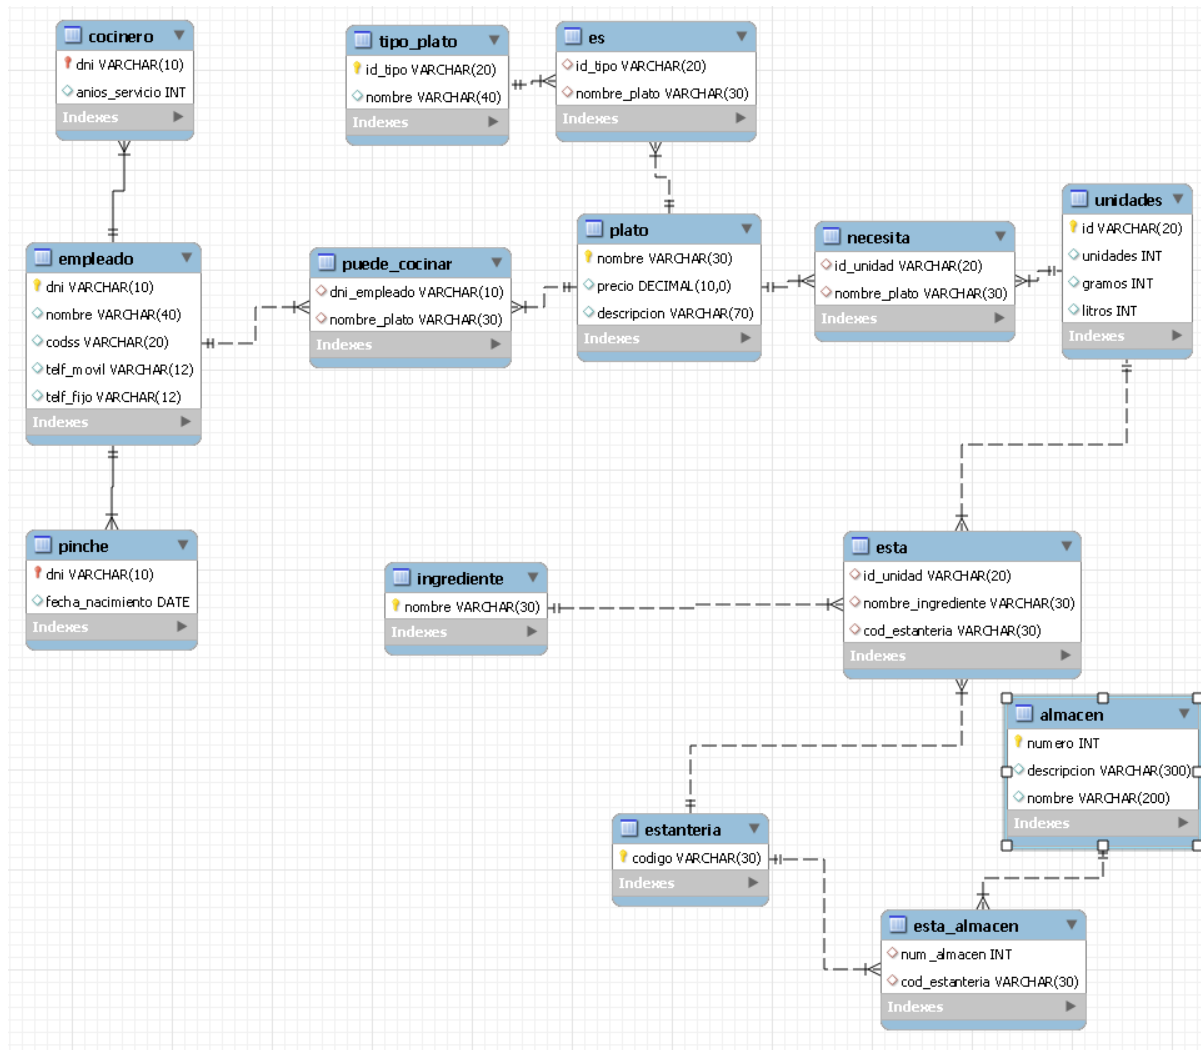 cocinero
dni VARCHAR(10)
anios_servicio INT
Indexes
tipo_plato
id_tipo VARCHAR(20)
nombre VARCHAR(40)
Indexes
es
id_tipo VARCHAR(20)
nombre_plato VARCHAR(30)
Indexes
empleado
dni VARCHAR(10)
nombre VARCHAR(40)
codss VARCHAR(20)
telf_movil VARCHAR(12)
telf_fijo VARCHAR(12)
Indexes
puede_cocinar
dni_empleado VARCHAR(10)
nombre_plato VARCHAR(30)
Indexes
plato
nombre VARCHAR(30)
precio DECIMAL(10,0)
descripcion VARCHAR(70)
Indexes
necesita
id_unidad VARCHAR(20)
nombre_plato VARCHAR(30)
Indexes
unidades
id VARCHAR(20)
unidades INT
gramos INT
litros INT
Indexes
pinche
dni VARCHAR(10)
fecha_nacimiento DATE
Indexes
ingrediente
nombre VARCHAR(30)
Indexes
esta
id_unidad VARCHAR(20)
nombre_ingrediente VARCHAR(30)
cod_estanteria VARCHAR(30)
Indexes
almacen
numero INT
descripcion VARCHAR(300)
nombre VARCHAR(200)
Indexes
estanteria
codigo VARCHAR(30)
Indexes
esta_almacen
num_almacen INT
cod_estanteria VARCHAR(30)
Indexes